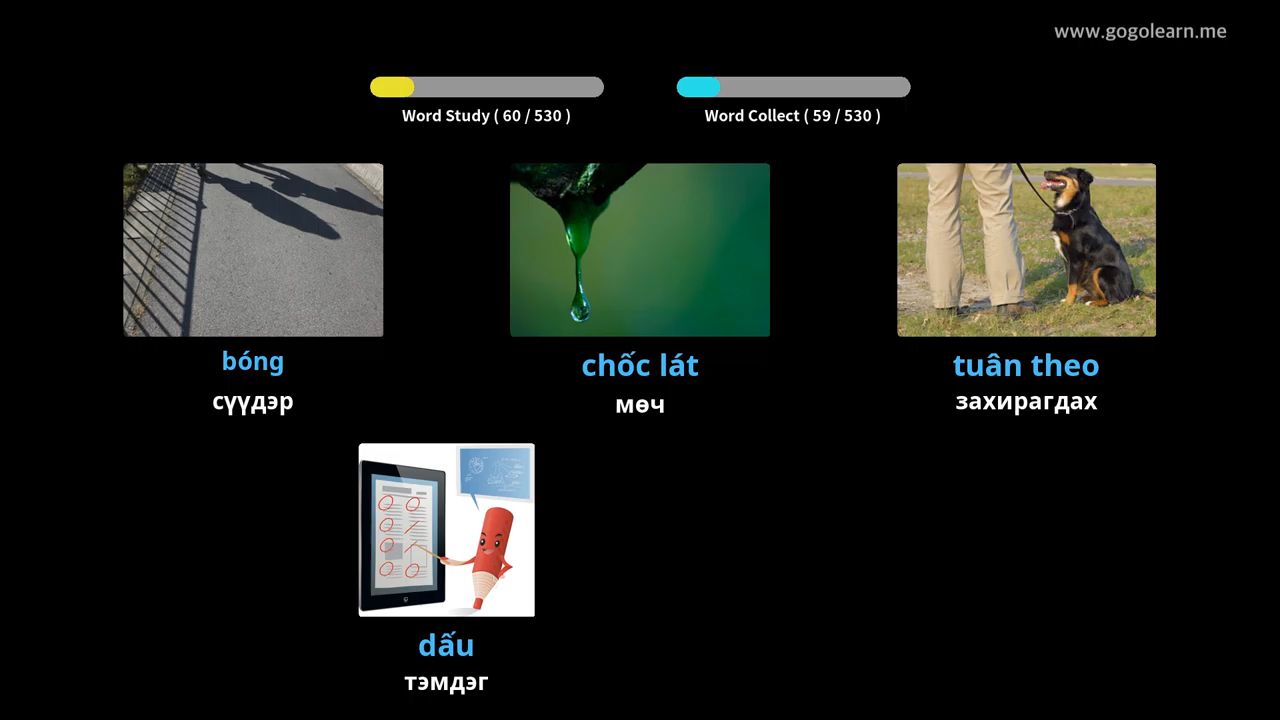 www.gogolearn.me
Word Study ( 60 / 530 )
Word Collect ( 59 / 530 )
bóng
сүүдэр
chốc lát
мөч
tuân theo
захирагдах
dấu
тэмдэг